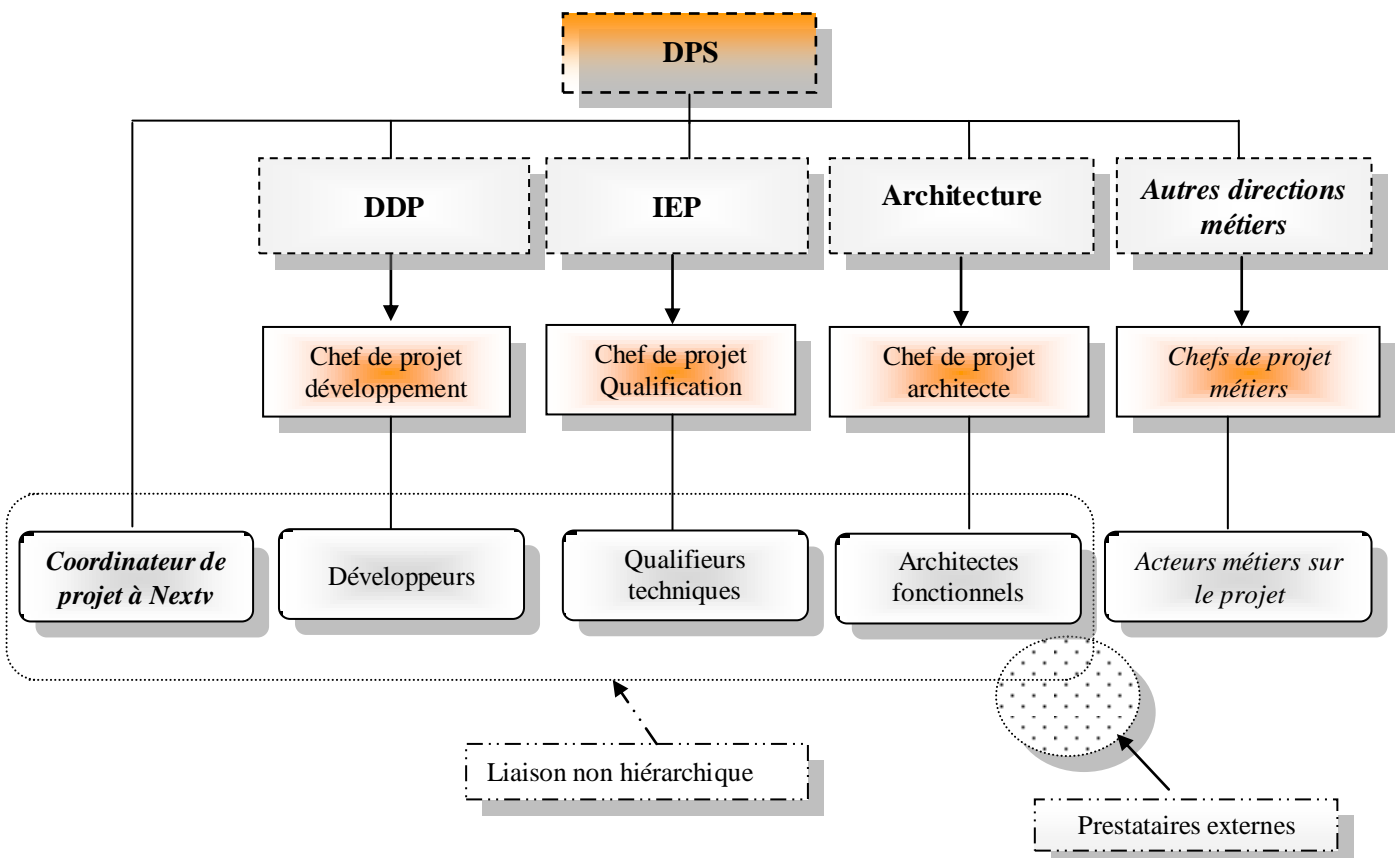 DPS
DDP
IEP
Architecture
Autres directions
métiers
Chef de projet
développement
Chef de projet
Qualification
Chef de projet
architecte
Chefs de projet
métiers
Coordinateur de
projet à Nextv
Développeurs
Qualifieurs
techniques
Architectes
fonctionnels
Acteurs métiers sur
le projet
Liaison non hiérarchique
Prestataires externes